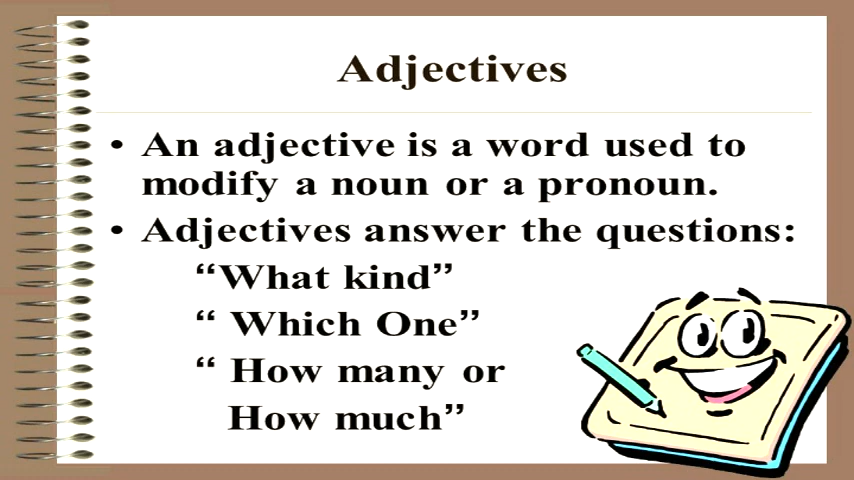 Adjectives
• An adjective is a word used to
modify a noun or a pronoun.
• Adjectives answer the questions:
“What kind”
“ Which One”
“ How many or
How much”